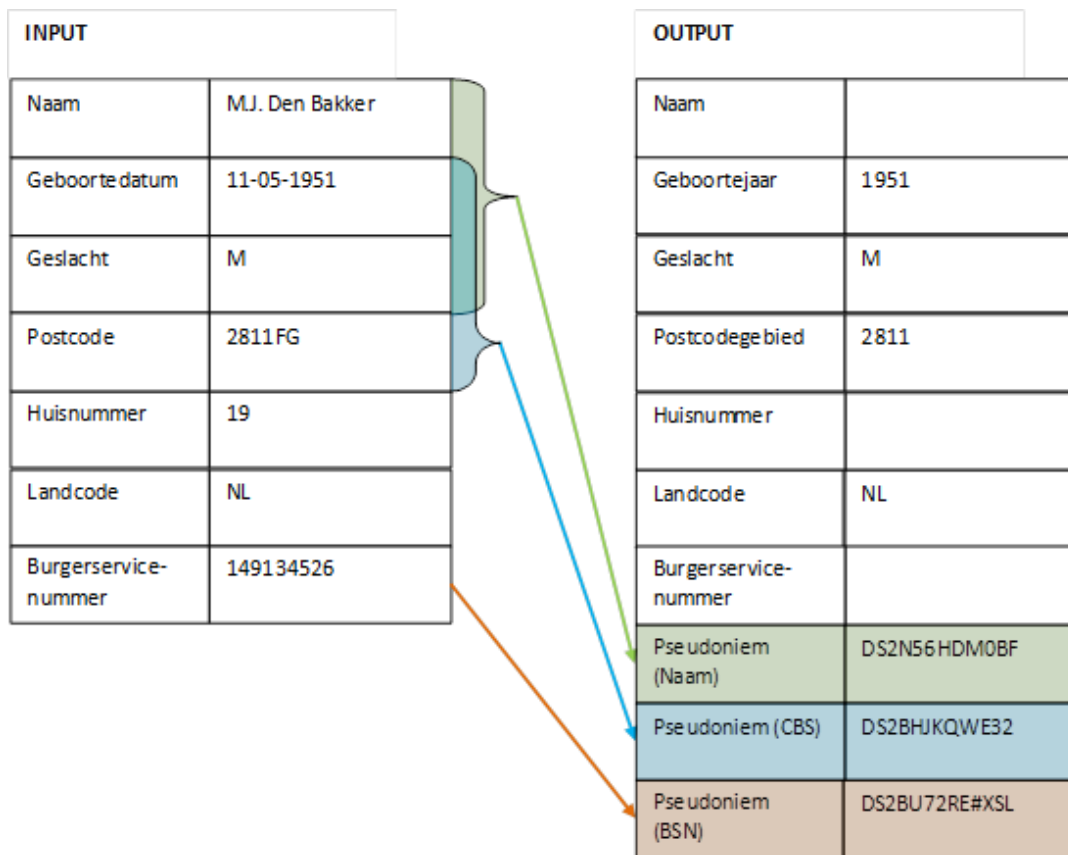 INPUT
Naam M.J. Den Bakker
Geboortedatum 11-05-1951
Geslacht M
Postcode 2811FG
Huisnummer 19
Landcode NL
Burgerservice- 149134526
nummer
OUTPUT
Naam
Geboortejaar 1951
Geslacht M
Postcodegebied 2811
Huisnummer
Landcode NL
Burgerservice-
nummer
Pseudoniem DS2N56HDM0BF
(Naam)
Pseudoniem (CBS) DS2BHJKQWE32
Pseudoniem DS2BU72RE#XSL
(BSN)